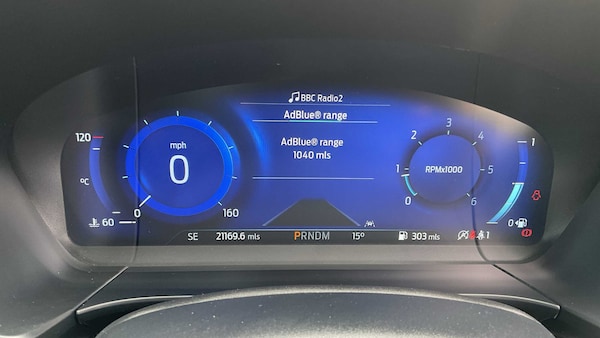 BBC Radio2
AdBlue® range
AdBlue® range
1040 mls
mph
0
0
160
120
°C
60
0
1
2
3
4
5
6
RPMx1000
1
0
SE
21169.6 mls
PRNDM
15°
303 mls
1